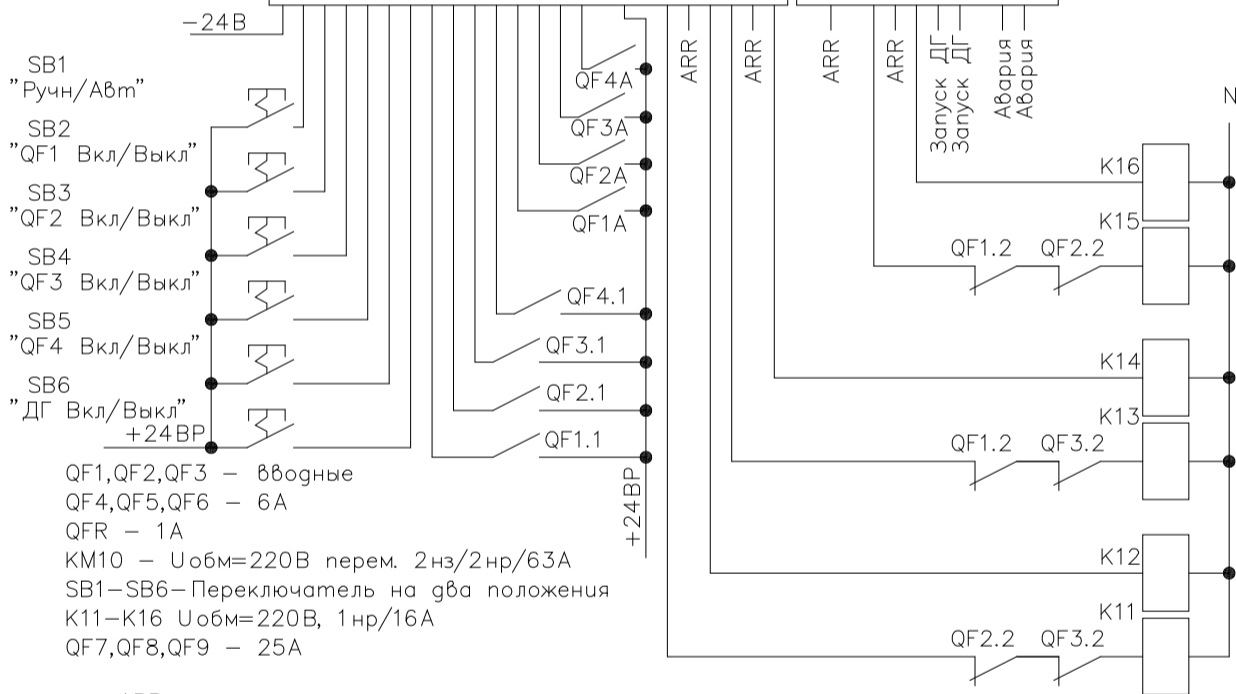 -24В
SB1
"Ручн/Авт"
SB2
"QF1 Вкл/Выкл"
SB3
"QF2 Вкл/Выкл"
SB4
"QF3 Вкл/Выкл"
SB5
"QF4 Вкл/Выкл"
SB6
"ДГ Вкл/Выкл"
+24ВР
QF4A
QF3A
QF2A
QF1A
QF4.1
QF3.1
QF2.1
QF1.1
+24ВР
ARR
ARR
ARR
ARR
Запуск ДГ
Запуск ДГ
Авария
Авария
N
K16
K15
QF1.2 QF2.2
K14
K13
QF1.2 QF3.2
K12
K11
QF2.2 QF3.2
QF1,QF2,QF3 – вводные
QF4,QF5,QF6 – 6А
QFR – 1А
KM10 – Uобм=220В перем. 2нз/2нр/63А
SB1–SB6–Переключатель на два положения
K11–K16 Uобм=220В, 1нр/16А
QF7,QF8,QF9 – 25А